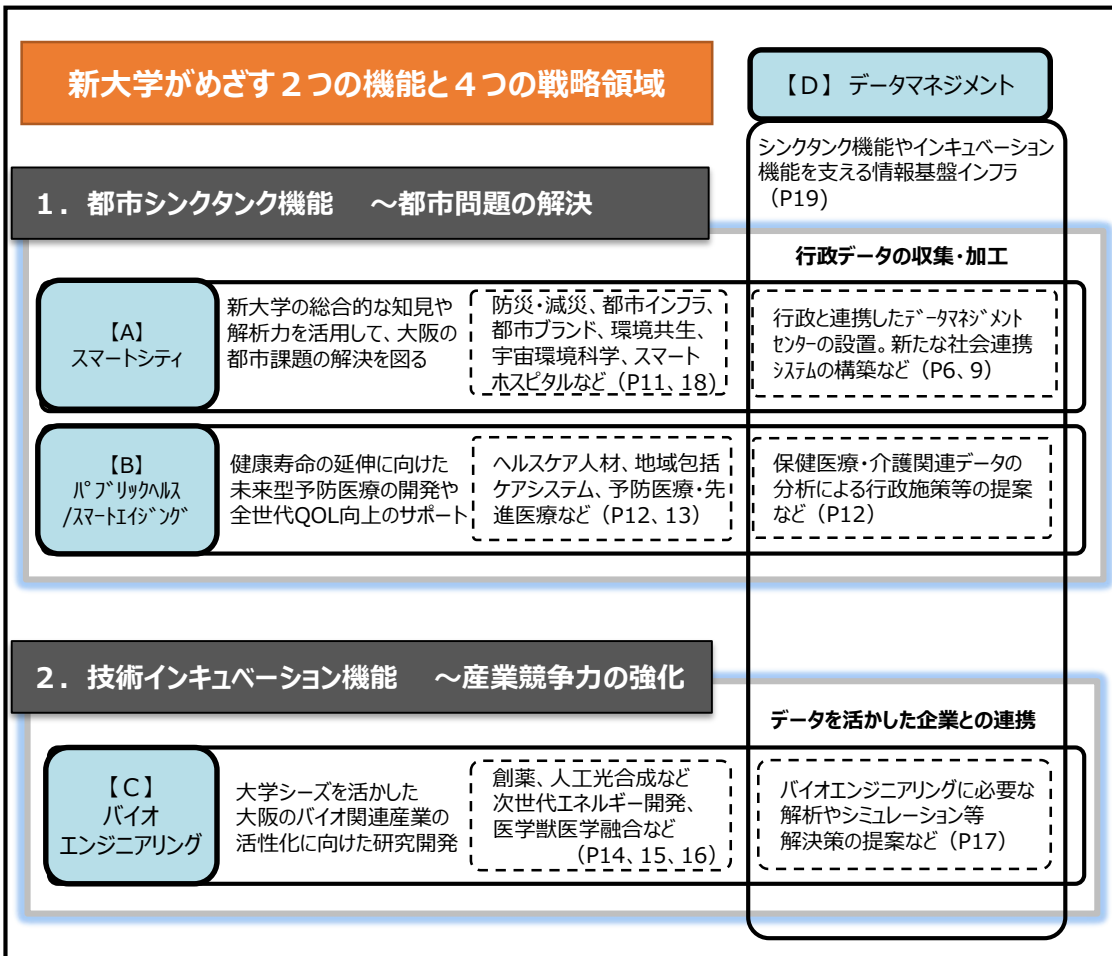 新大学がめざす２つの機能と４つの戦略領域
【Ｄ】 データマネジメント
シンクタンク機能やインキュベーション
機能を支える情報基盤インフラ
（P19）
１．都市シンクタンク機能　～都市問題の解決
行政データの収集・加工
【A】
スマートシティ
新大学の総合的な知見や
解析力を活用して、大阪の
都市課題の解決を図る
防災・減災、都市インフラ、
都市ブランド、環境共生、
宇宙環境科学、スマート
ホスピタルなど（P11、18）
行政と連携したﾃﾞｰﾀﾏﾈｼﾞﾒﾝﾄ
ｾﾝﾀｰの設置。新たな社会連携
ｼｽﾃﾑの構築など（P6、9）
【B】
ﾊﾟﾌﾞﾘｯｸﾍﾙｽ
/ｽﾏｰﾄｴｲｼﾞﾝｸﾞ
健康寿命の延伸に向けた
未来型予防医療の開発や
全世代QOL向上のサポート
ヘルスケア人材、地域包括
ケアシステム、予防医療・先
進医療など（P12、13）
保健医療・介護関連データの
分析による行政施策等の提案
など（P12）
２．技術インキュベーション機能　～産業競争力の強化
データを活かした企業との連携
【Ｃ】
バイオ
エンジニアリング
大学シーズを活かした
大阪のバイオ関連産業の
活性化に向けた研究開発
創薬、人工光合成など
次世代エネルギー開発、
医学獣医学融合など
（P14、15、16）
バイオエンジニアリングに必要な
解析やシミュレーション等
解決策の提案など（P17）